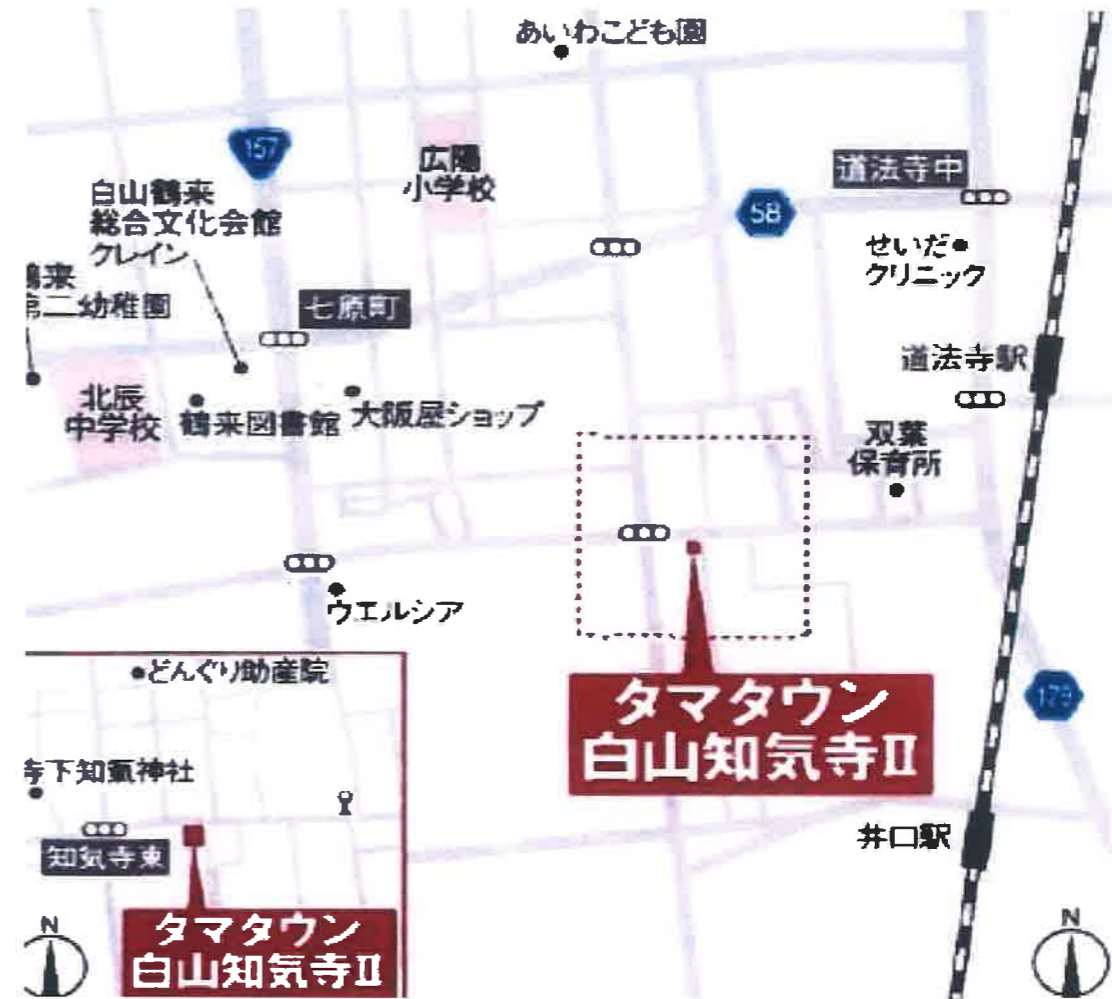 あいわこども園
157
広陽
小学校
道法寺中
白山鶴来
総合文化会館
クレイン
58
せいだ
クリニック
鶴来
第二幼稚園
七原町
道法寺駅
北辰
中学校
鶴来図書館
大阪屋ショップ
双葉
保育所
ウエルシア
どんぐり助産院
タマタウン
白山知気寺Ⅱ
179
寺下知氣神社
井口駅
知気寺東
N
タマタウン
白山知気寺Ⅱ
N